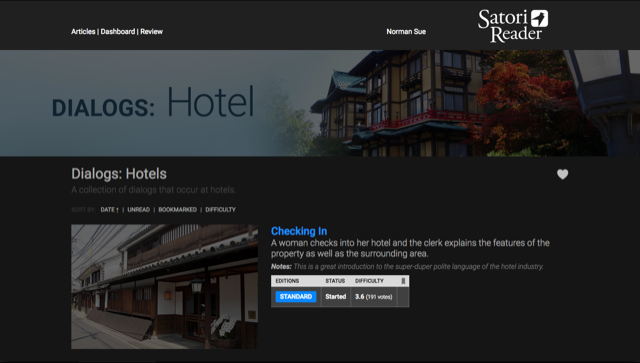 Articles | Dashboard | Review
Norman Sue
Satori
Reader
DIALOGS: Hotel
Dialogs: Hotels
A collection of dialogs that occur at hotels.
SORT BY: DATE ↑ | UNREAD | BOOKMARKED | DIFFICULTY
Checking In
A woman checks into her hotel and the clerk explains the features of the
property as well as the surrounding area.
Notes: This is a great introduction to the super-duper polite language of the hotel industry.
EDITIONS STATUS DIFFICULTY
STANDARD Started 3.6 (191 votes)